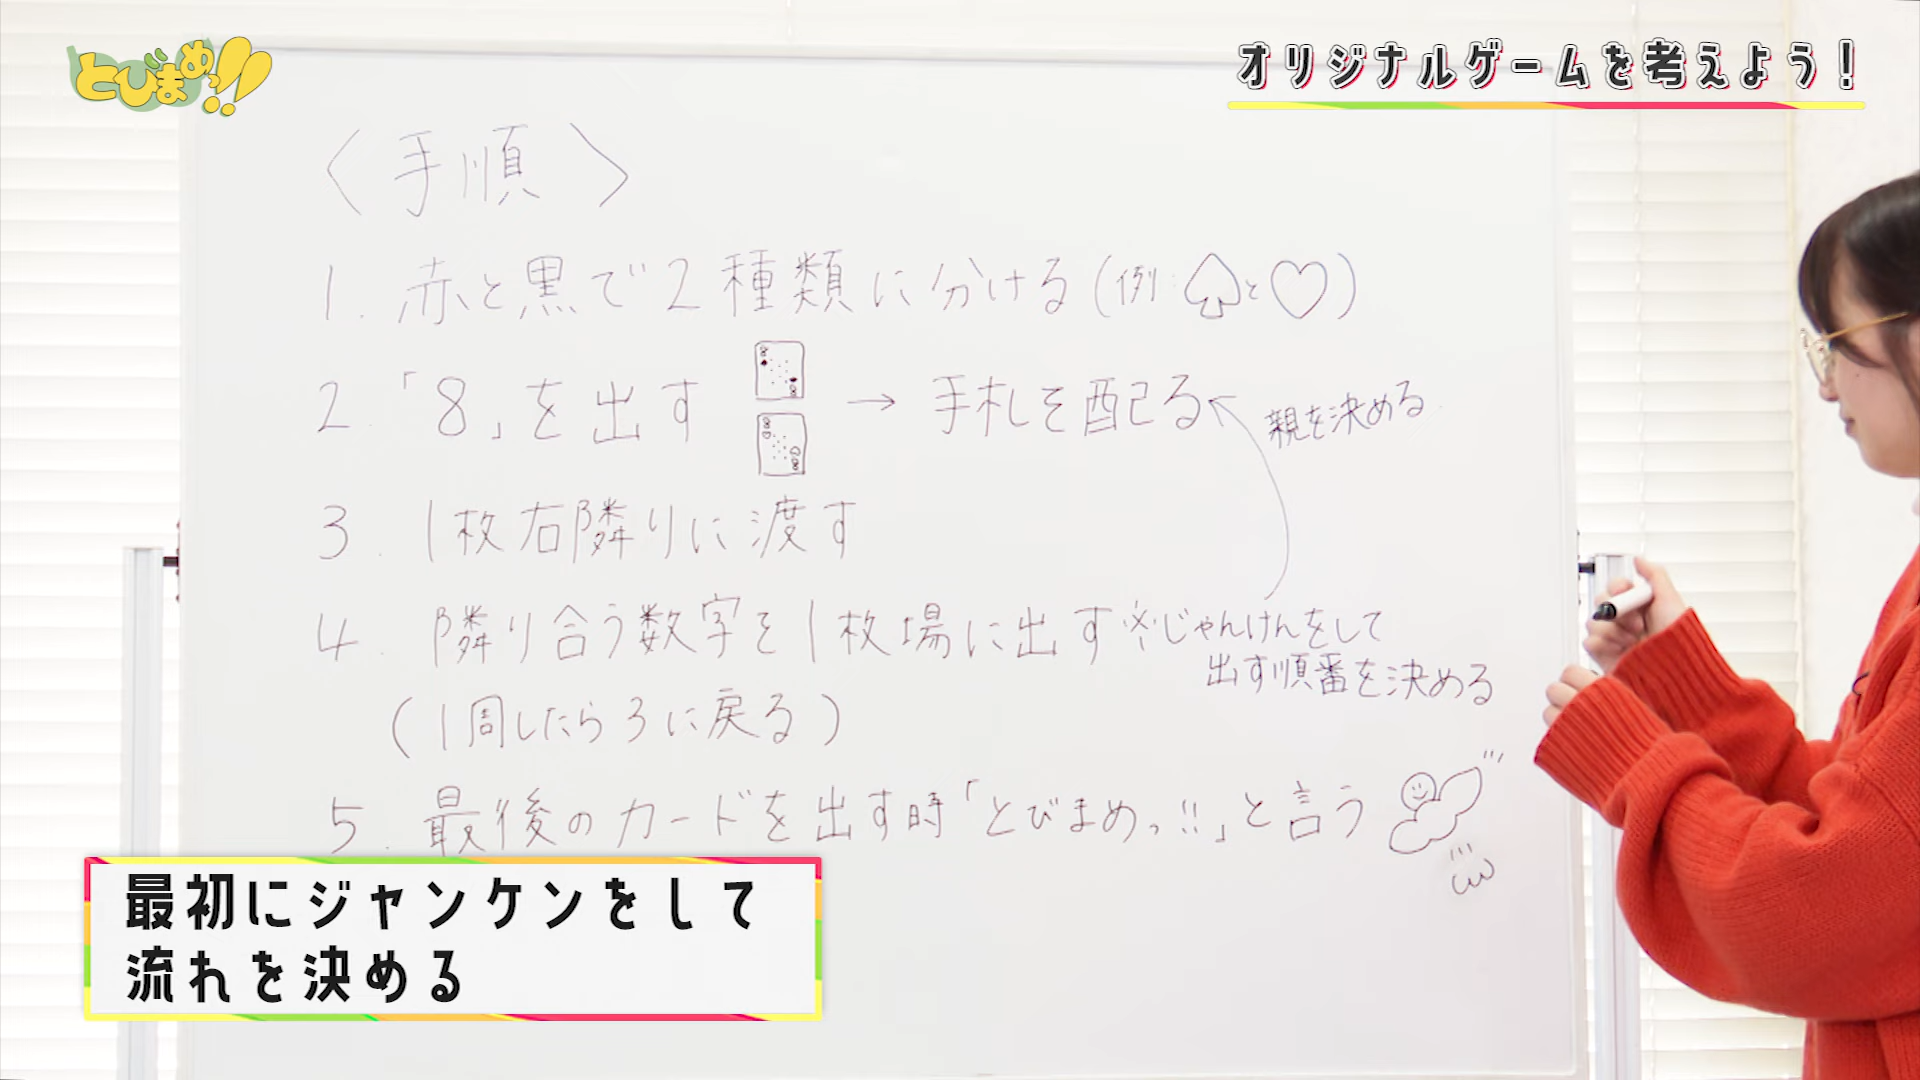 とびまめっ!!
オリジナルゲームを考えよう！
〈手順〉
1. 赤と黒で2種類に分ける(例:♤と♡)
2.「8」を出す → 手札を配る
親を決める
3. 1枚右隣りに渡す
4. 隣り合う数字を1枚場に出す※じゃんけんをして
出す順番を決める
(1周したら3に戻る)
5. 最後のカードを出す時「とびまめっ!!」と言う
最初にジャンケンをして
流れを決める